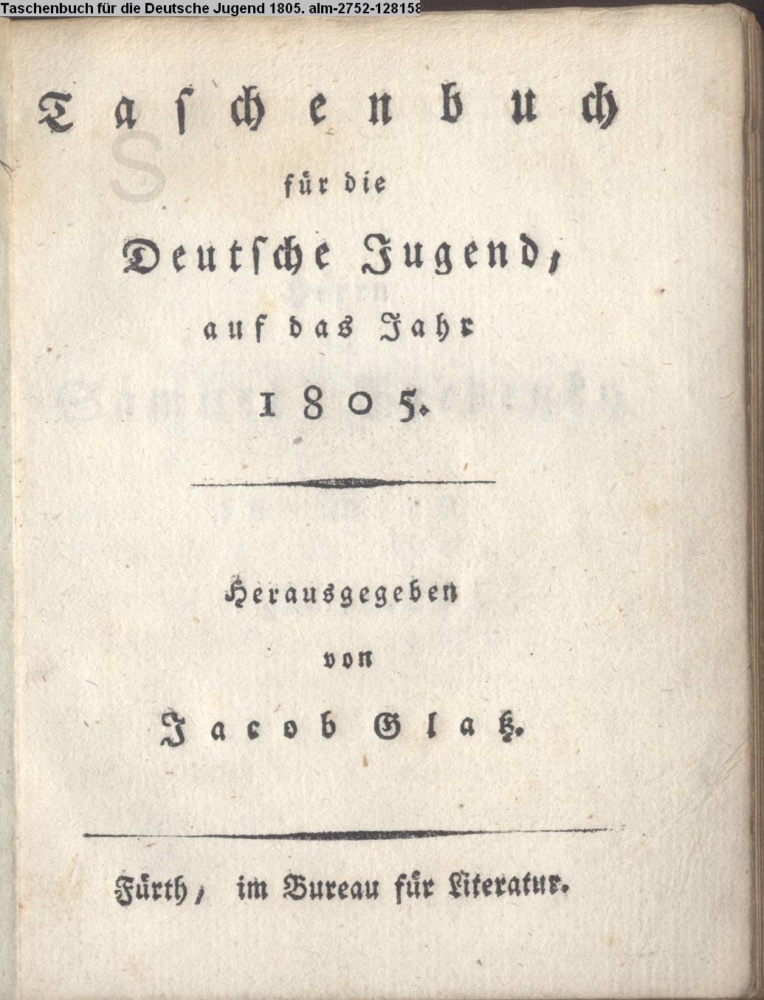 Taschenbuch für die Deutsche Jugend 1805. alm-2752-128158
Taschenbuch
für die
Deutsche Jugend,
auf das Jahr
1805.
Herausgegeben
von
Jacob Glatz.
Fürth, im Bureau für Literatur.